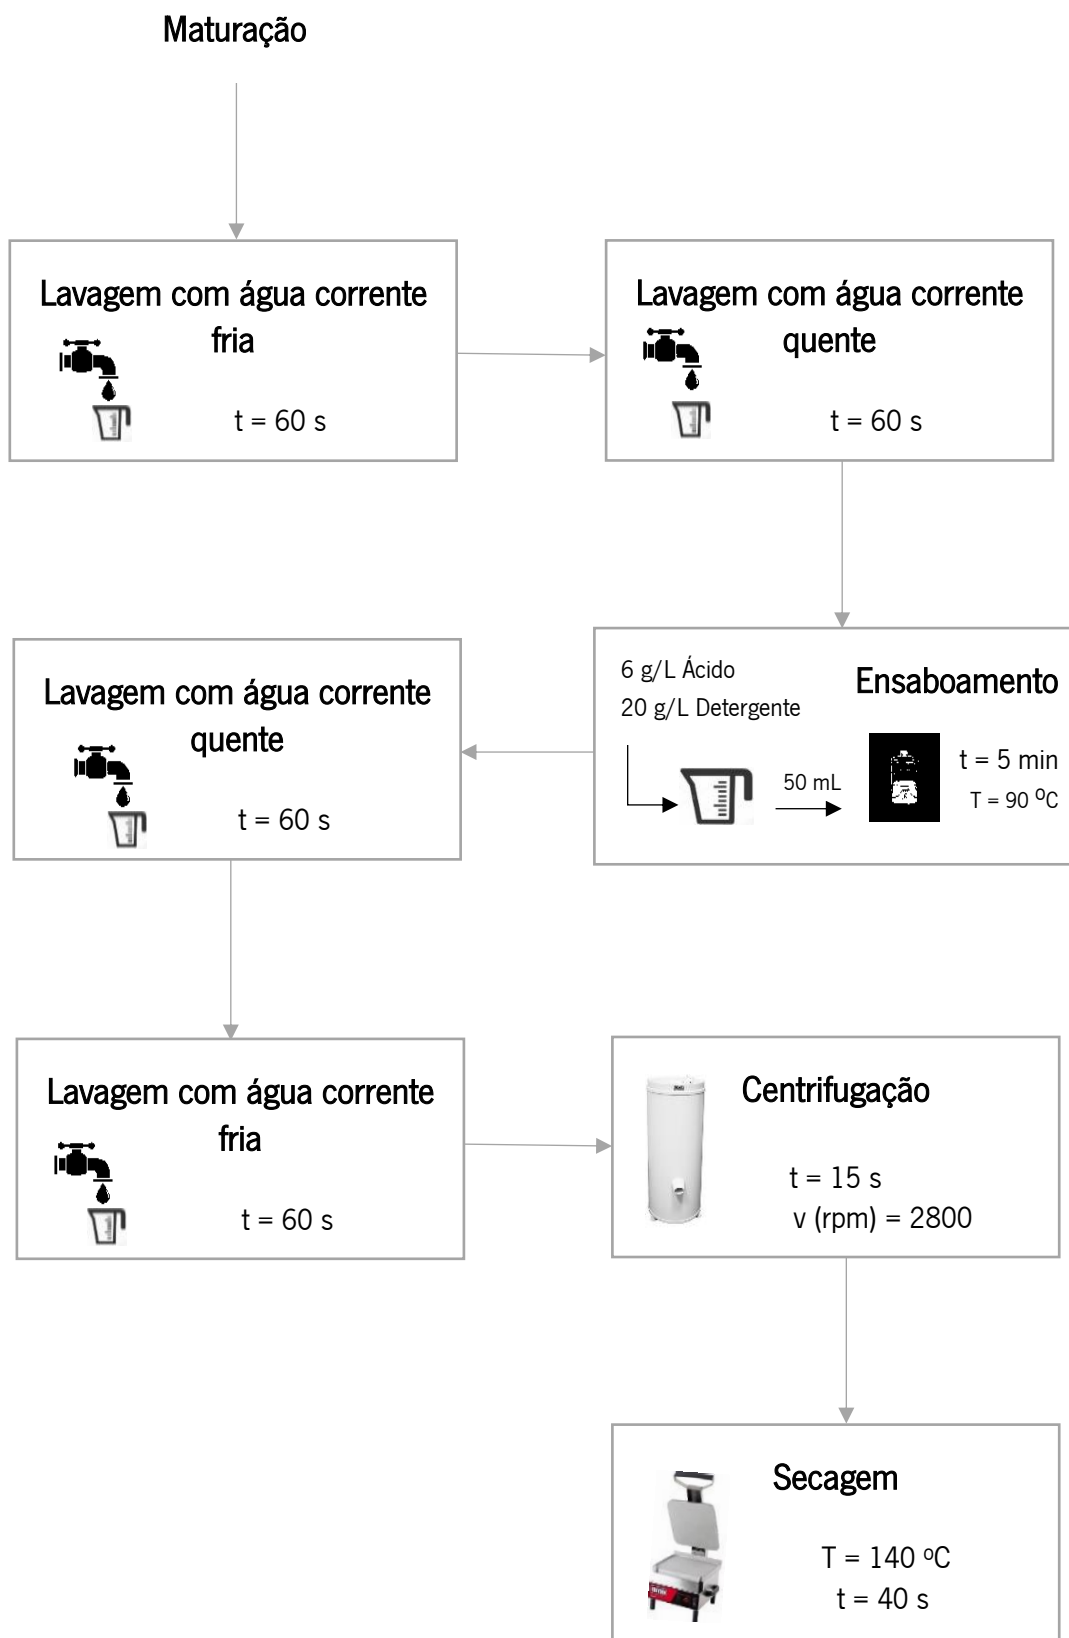 Maturação
Lavagem com água corrente
fria
t = 60 s
Lavagem com água corrente
quente
t = 60 s
6 g/L Ácido
20 g/L Detergente
Ensaboamento
50 mL
t = 5 min
T = 90 ºC
Lavagem com água corrente
quente
t = 60 s
Lavagem com água corrente
fria
t = 60 s
Centrifugação
t = 15 s
v (rpm) = 2800
Secagem
T = 140 ºC
t = 40 s